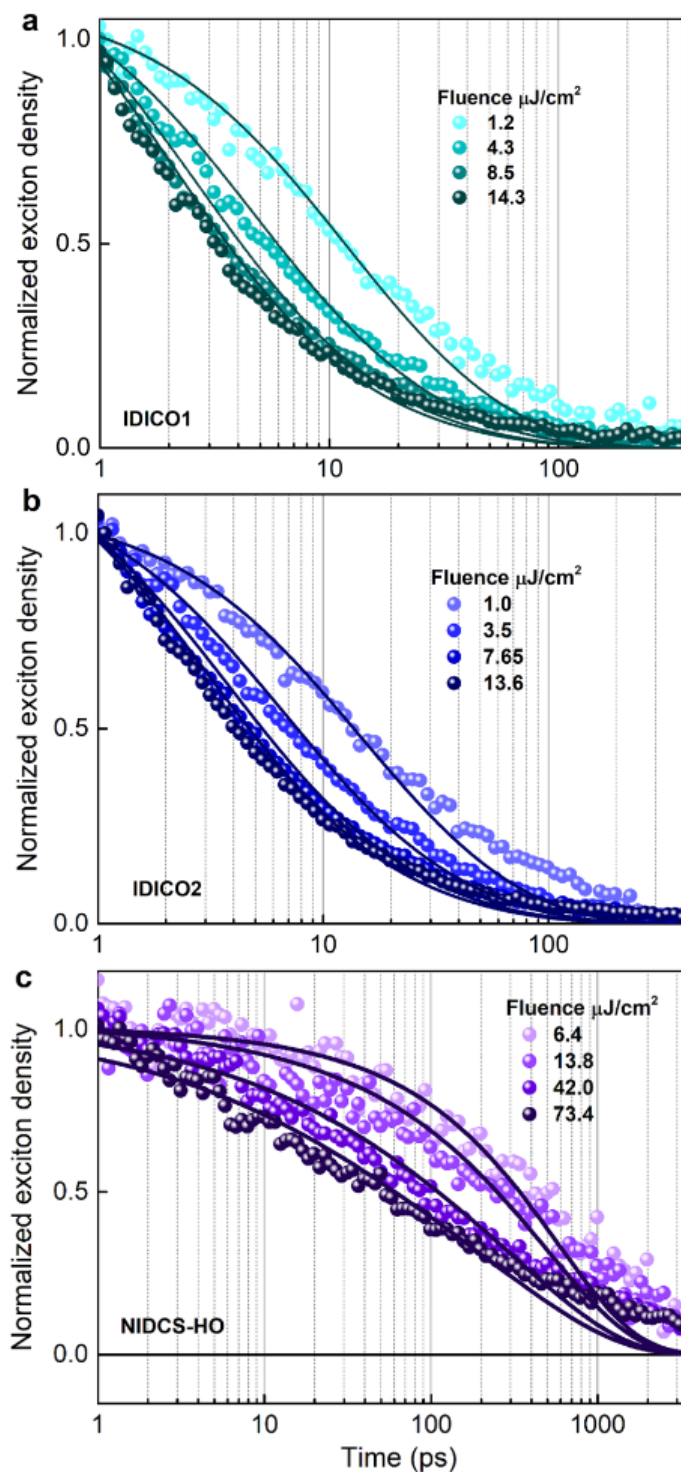 a
1.0
Fluence μJ/cm²
1.2
4.3
8.5
14.3
0.5
IDICO1
0.0
1 10 100
Normalized exciton density
b
1.0
Fluence μJ/cm²
1.0
3.5
7.65
13.6
0.5
IDICO2
0.0
1 10 100
Normalized exciton density
c
Fluence μJ/cm²
1.0
6.4
13.8
42.0
73.4
0.5
NIDCS-HO
0.0
1 10 100 1000
Normalized exciton density
Time (ps)